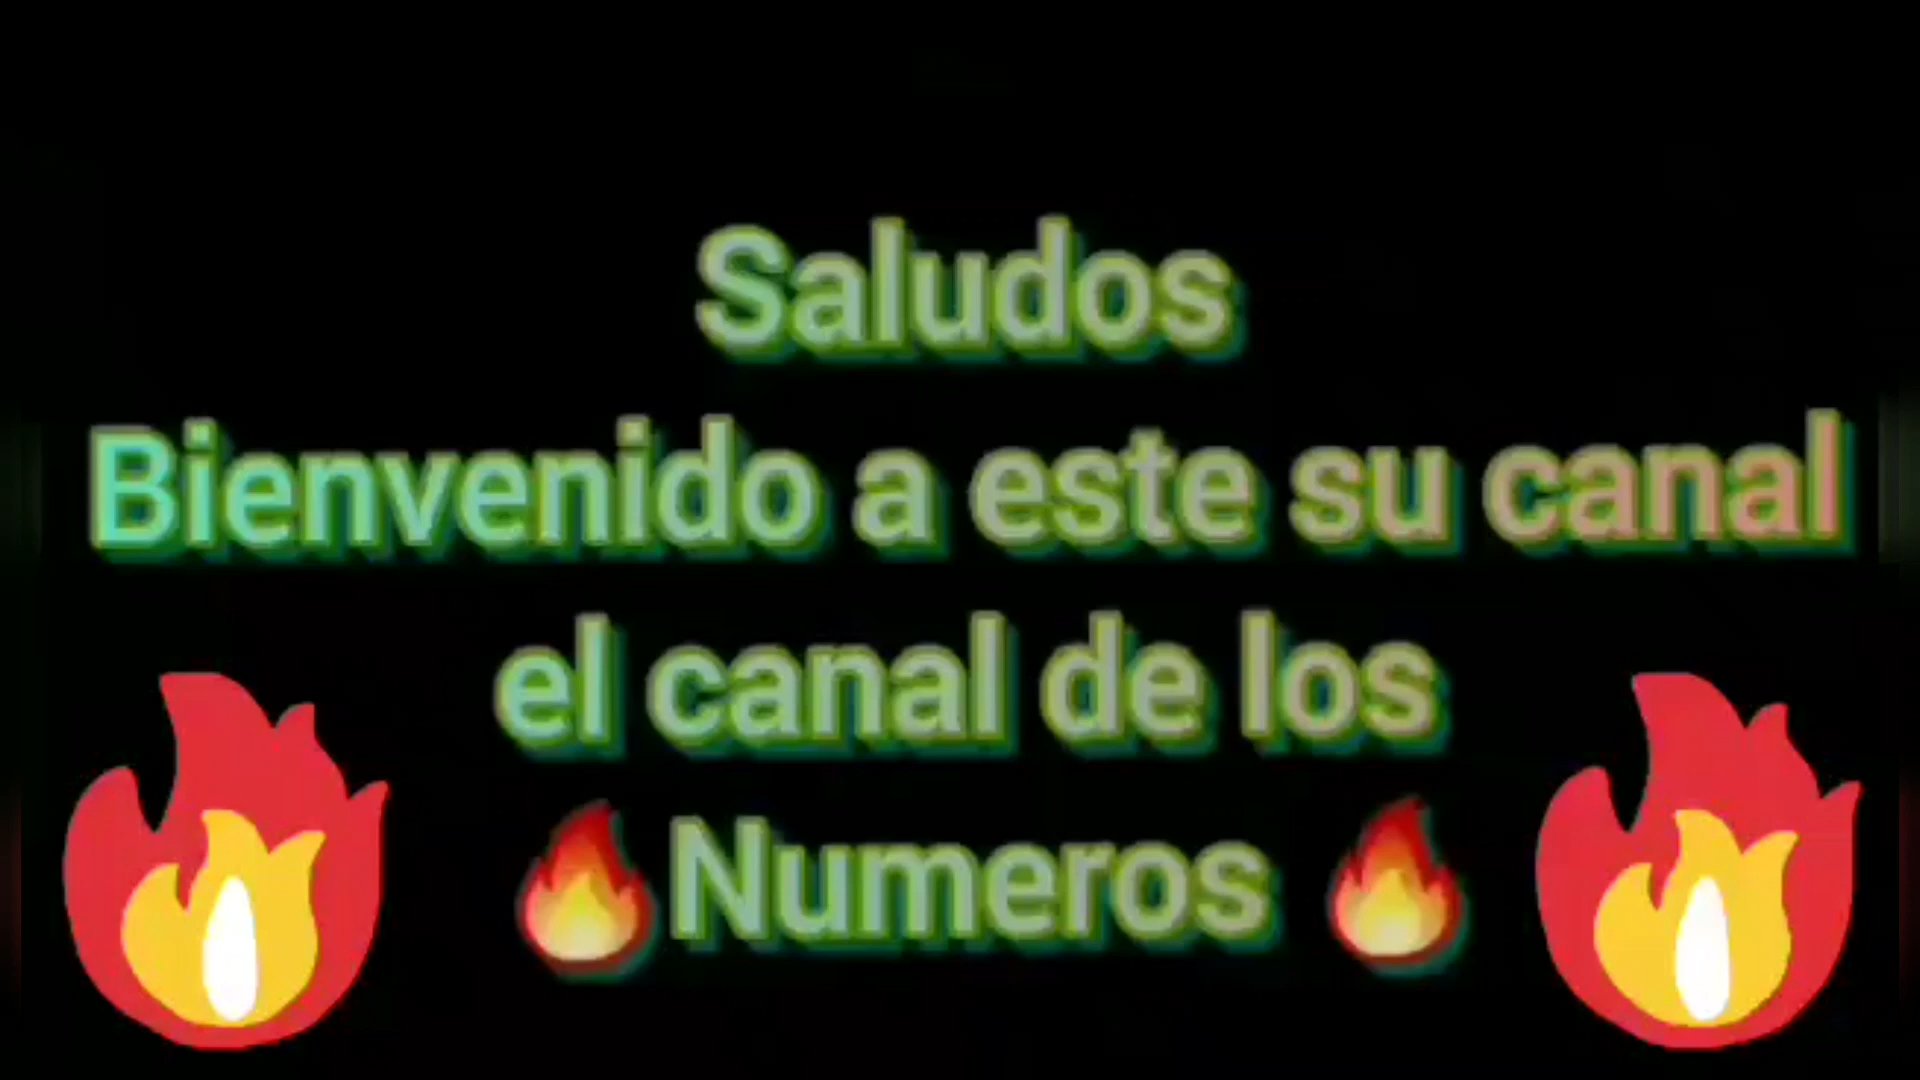 Saludos
Bienvenido a este su canal
el canal de los
🔥Numeros 🔥